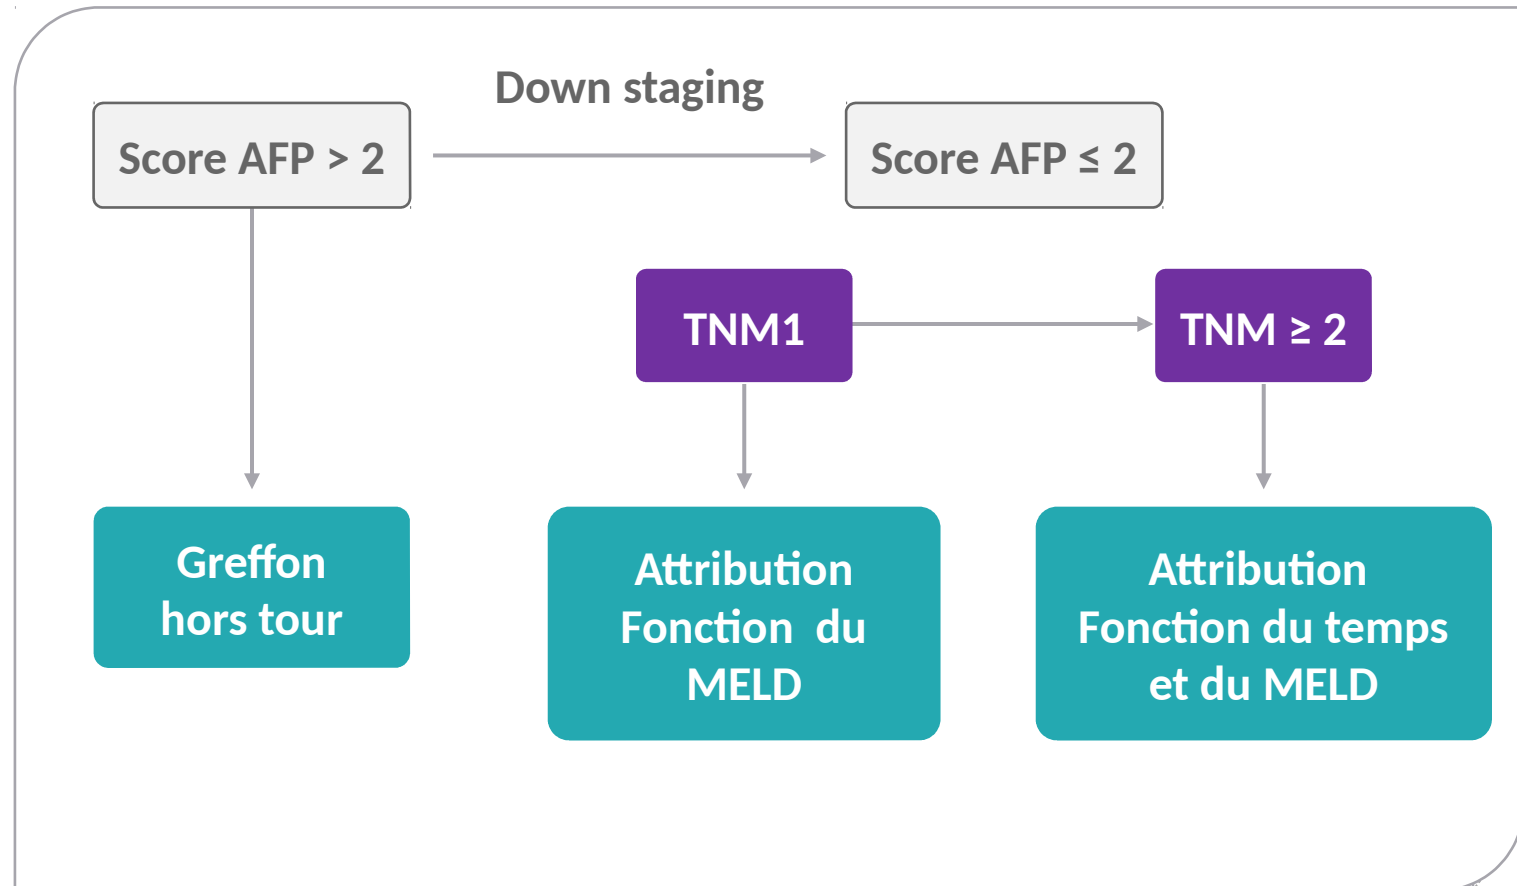 Down staging
Score AFP > 2
Score AFP ≤ 2
TNM1
TNM ≥ 2
Greffon
hors tour
Attribution
Fonction  du
MELD
Attribution
Fonction du temps
et du MELD